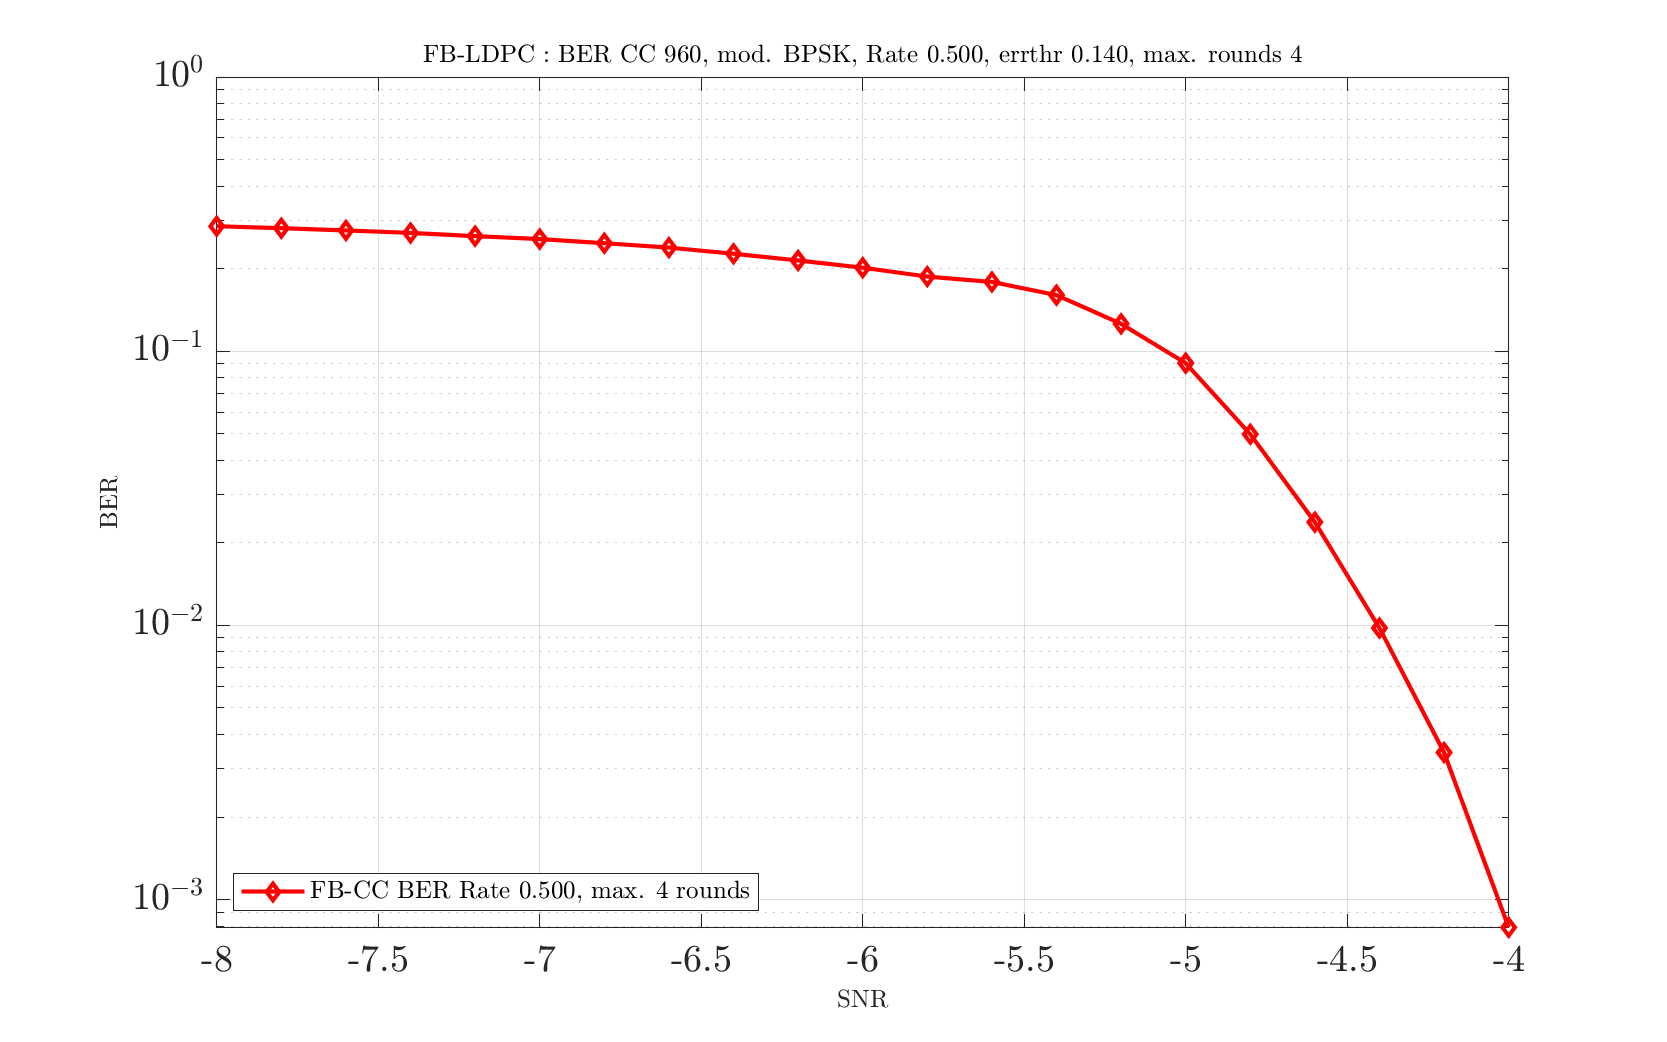 FB-LDPC : BER CC 960, mod. BPSK, Rate 0.500, errthr 0.140, max. rounds 4
10^0
10^{-1}
10^{-2}
10^{-3}
BER
FB-CC BER Rate 0.500, max. 4 rounds
-8 -7.5 -7 -6.5 -6 -5.5 -5 -4.5 -4
SNR